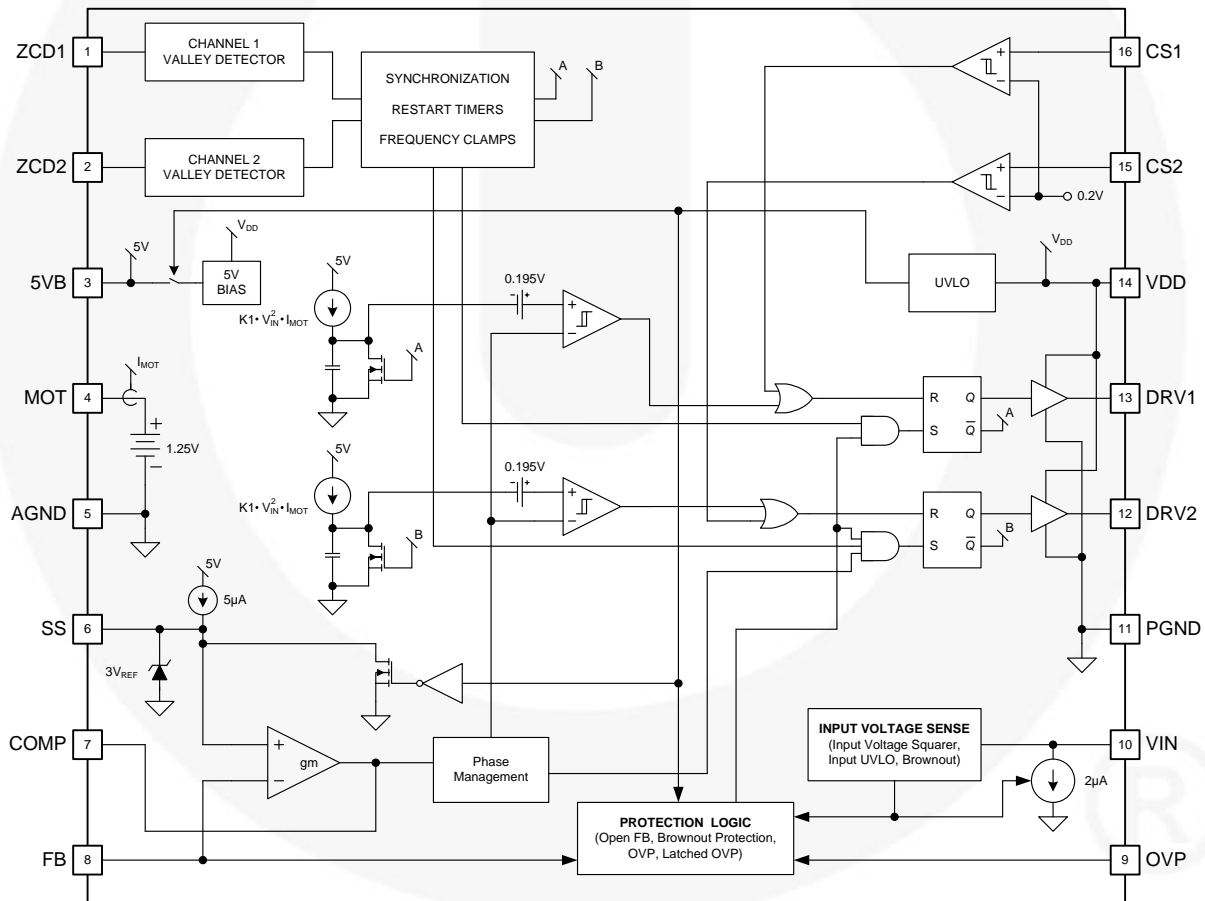 ZCD1
1
CHANNEL 1
VALLEY DETECTOR
SYNCHRONIZATION
RESTART TIMERS
FREQUENCY CLAMPS
A
B
16
CS1
ZCD2
2
CHANNEL 2
VALLEY DETECTOR
15
CS2
0.2V
5VB
3
5V
VDD
5V
BIAS
5V
K1• V²IN • IMOT
A
0.195V
UVLO
VDD
14
VDD
MOT
4
IMOT
1.25V
R
Q
S
Q̅
A
13
DRV1
AGND
5
5V
K1• V²IN • IMOT
B
0.195V
R
Q
S
Q̅
B
12
DRV2
SS
6
5V
5µA
3VREF
11
PGND
COMP
7
gm
Phase
Management
INPUT VOLTAGE SENSE
(Input Voltage Squarer,
Input UVLO, Brownout)
10
VIN
2µA
FB
8
PROTECTION LOGIC
(Open FB, Brownout Protection,
OVP, Latched OVP)
9
OVP
®